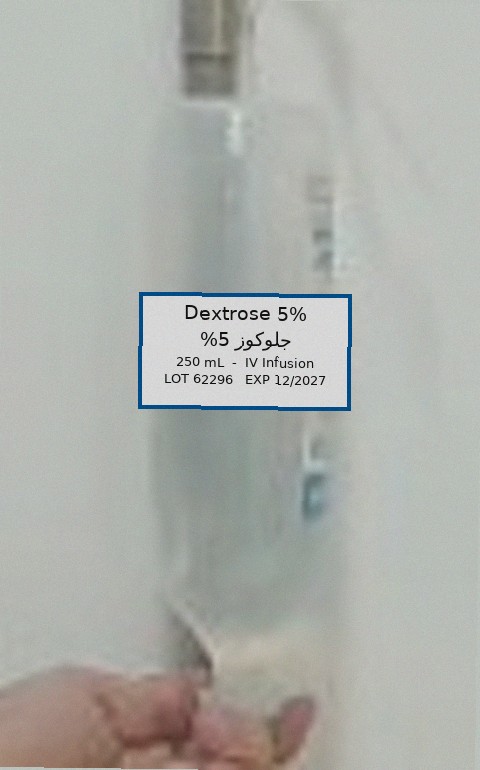 Dextrose 5%
جلوكوز 5%
250 mL - IV Infusion
LOT 62296 EXP 12/2027